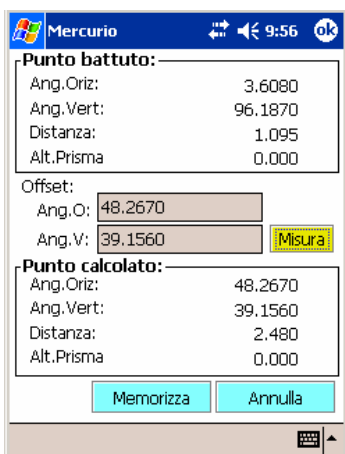 Mercurio 9:56 ok
Punto battuto:
Ang.Oriz: 3.6080
Ang.Vert: 96.1870
Distanza: 1.095
Alt.Prisma 0.000
Offset:
Ang.O: 48.2670
Ang.V: 39.1560 Misura
Punto calcolato:
Ang.Oriz: 48.2670
Ang.Vert: 39.1560
Distanza: 2.480
Alt.Prisma 0.000
Memorizza Annulla